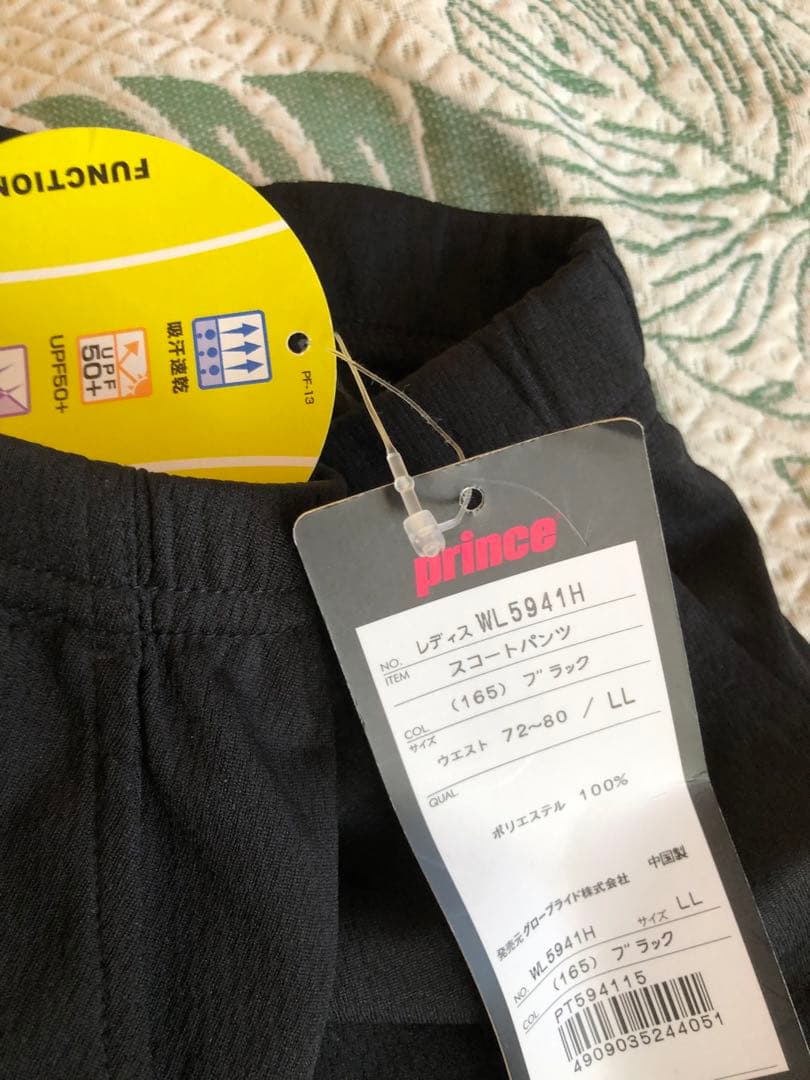 FUNCTION
吸汗速乾
UPF
50+
UPF50+
PF-13
prince
NO. レディス WL5941H
ITEM スコートパンツ
COL (165) ブラック
サイズ ウエスト 72~80 / LL
QUAL.
ポリエステル 100%
中国製
発売元グローブライド株式会社
NO. WL5941H サイズ LL
COL (165) ブラック
PT594115
4909035244051